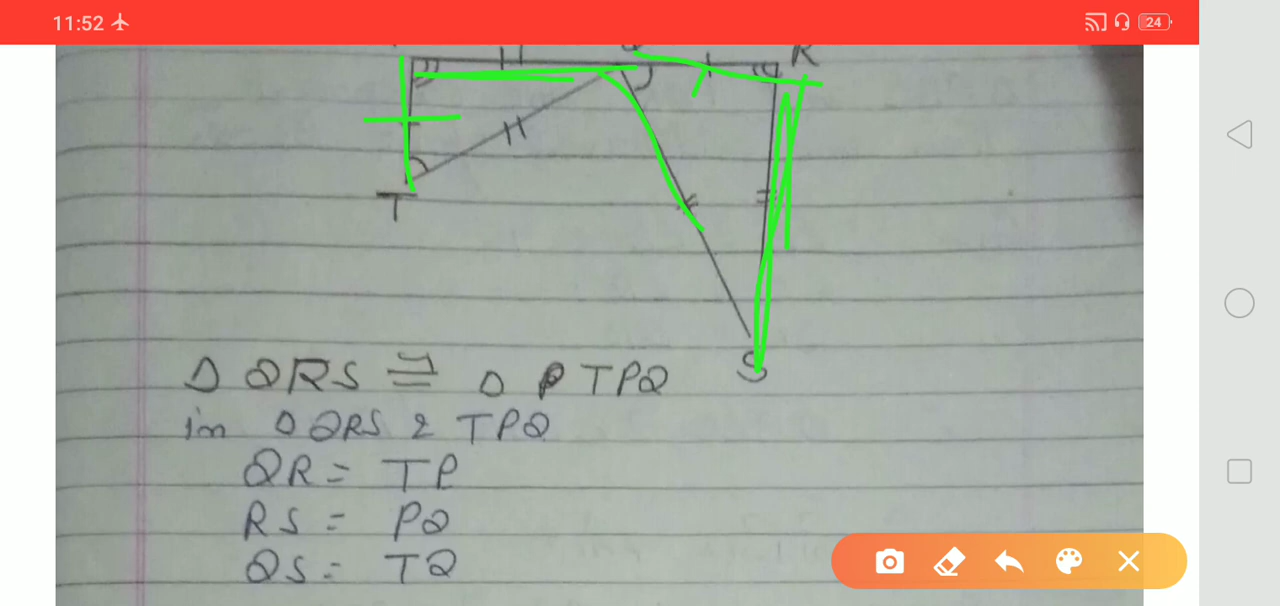 11:52
24
R
T
S
Δ QRS ≅ Δ TPQ
in Δ QRS & TPQ
QR = TP
RS = PQ
QS = TQ